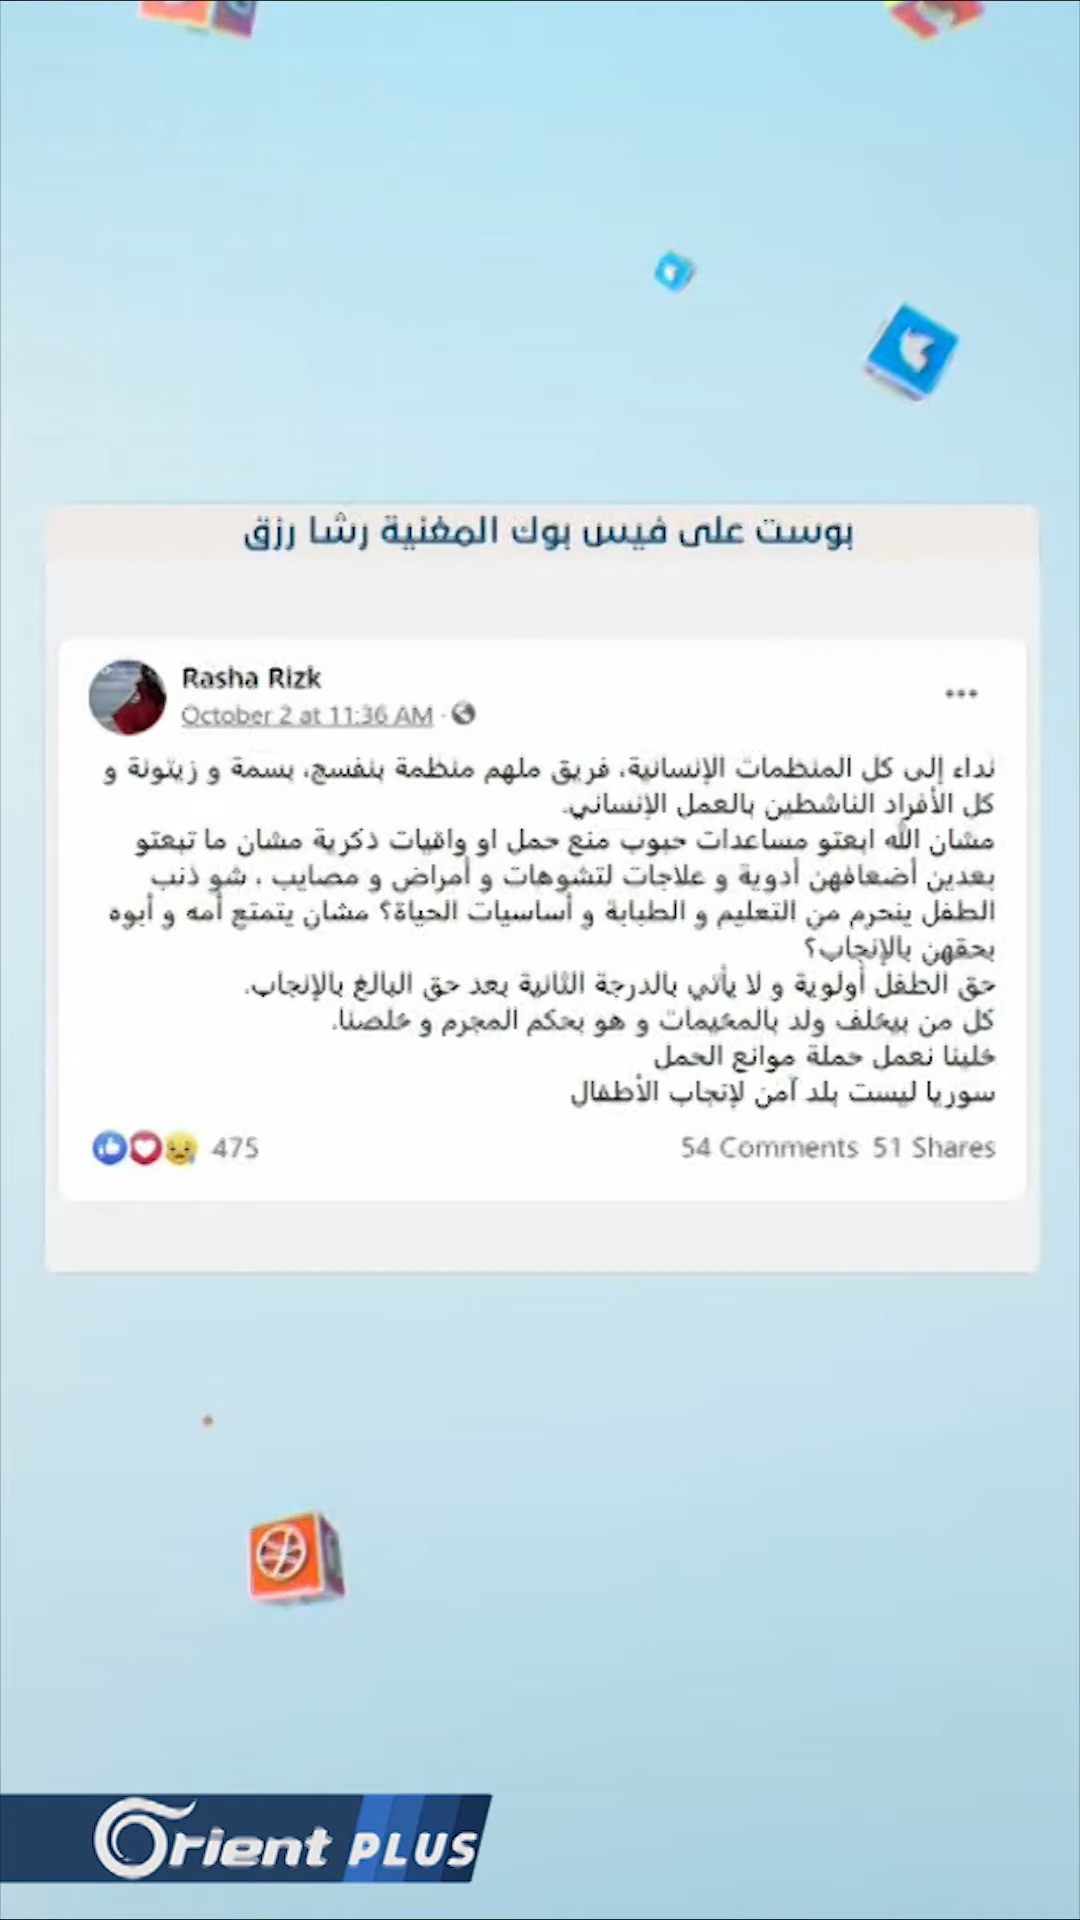 بوست على فيس بوك المغنية رشا رزق
Rasha Rizk
October 2 at 11:36 AM
نداء إلى كل المنظمات الإنسانية، فريق ملهم منظمة بنفسج، بسمة و زيتونة و
كل الأفراد الناشطين بالعمل الإنساني.
مشان الله ابعتو مساعدات حبوب منع حمل او واقيات ذكرية مشان ما تبعتو
بعدين أضعافهن أدوية و علاجات لتشوهات و أمراض و مصايب ، شو ذنب
الطفل ينحرم من التعليم و الطبابة و أساسيات الحياة؟ مشان يتمتع أمه و أبوه
بحقهن بالإنجاب؟
حق الطفل أولوية و لا يأتي بالدرجة الثانية بعد حق البالغ بالإنجاب.
كل من بيخلف ولد بالمخيمات و هو بحكم المجرم و خلصنا.
خلينا نعمل حملة موانع الحمل
سوريا ليست بلد آمن لإنجاب الأطفال
475
54 Comments 51 Shares
Orient PLUS